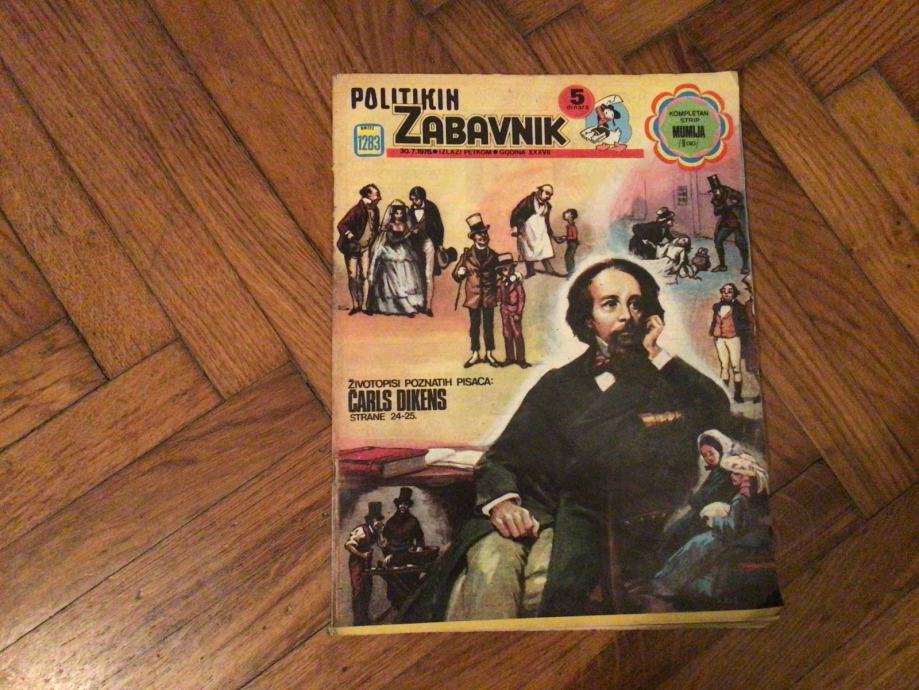 POLITIKIN
ZABAVNIK
5
dinara
BROJ
1283
30.7.1976. • IZLAZI PETKOM • GODINA XXXVII
KOMPLETAN
STRIP
MUMIJA
ŽIVOTOPISI POZNATIH PISACA:
ČARLS DIKENS
STRANE 24-25.